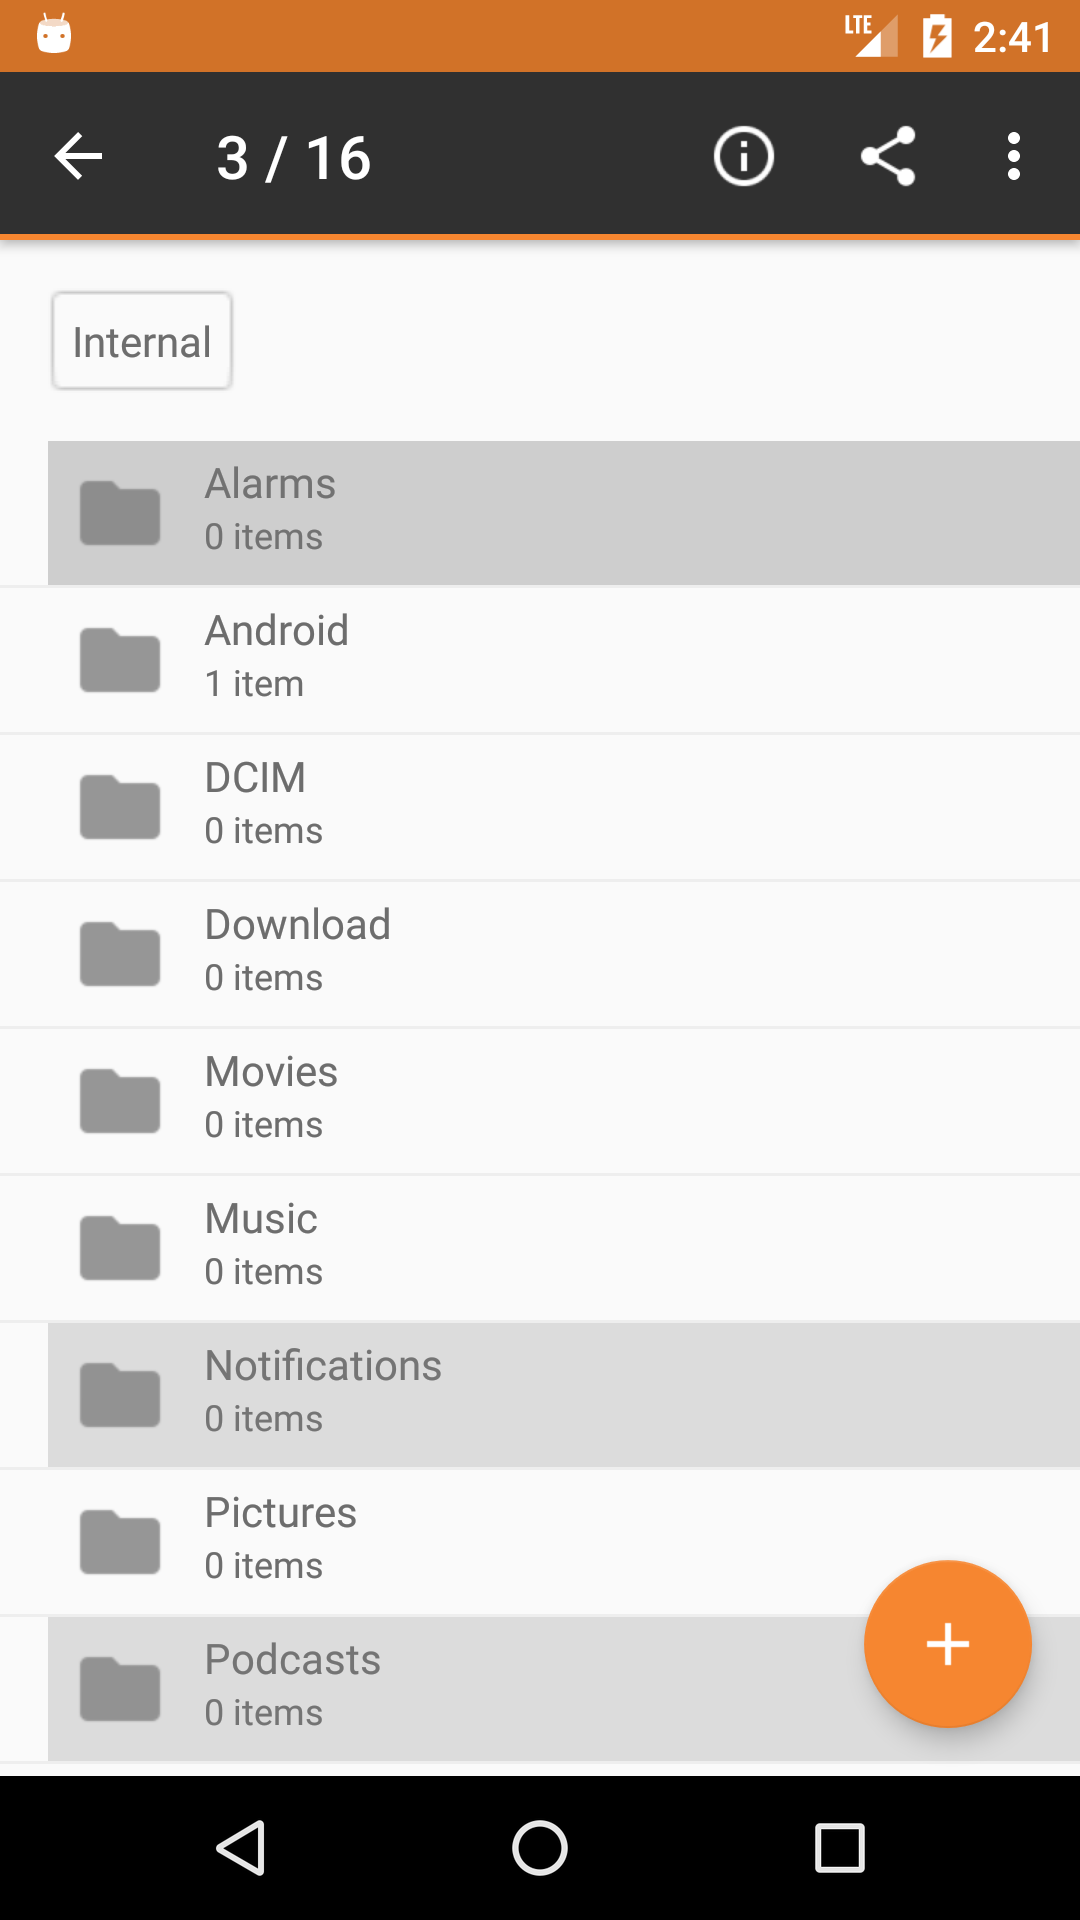 LTE 2:41
3 / 16
Internal
Alarms
0 items
Android
1 item
DCIM
0 items
Download
0 items
Movies
0 items
Music
0 items
Notifications
0 items
Pictures
0 items
Podcasts
0 items